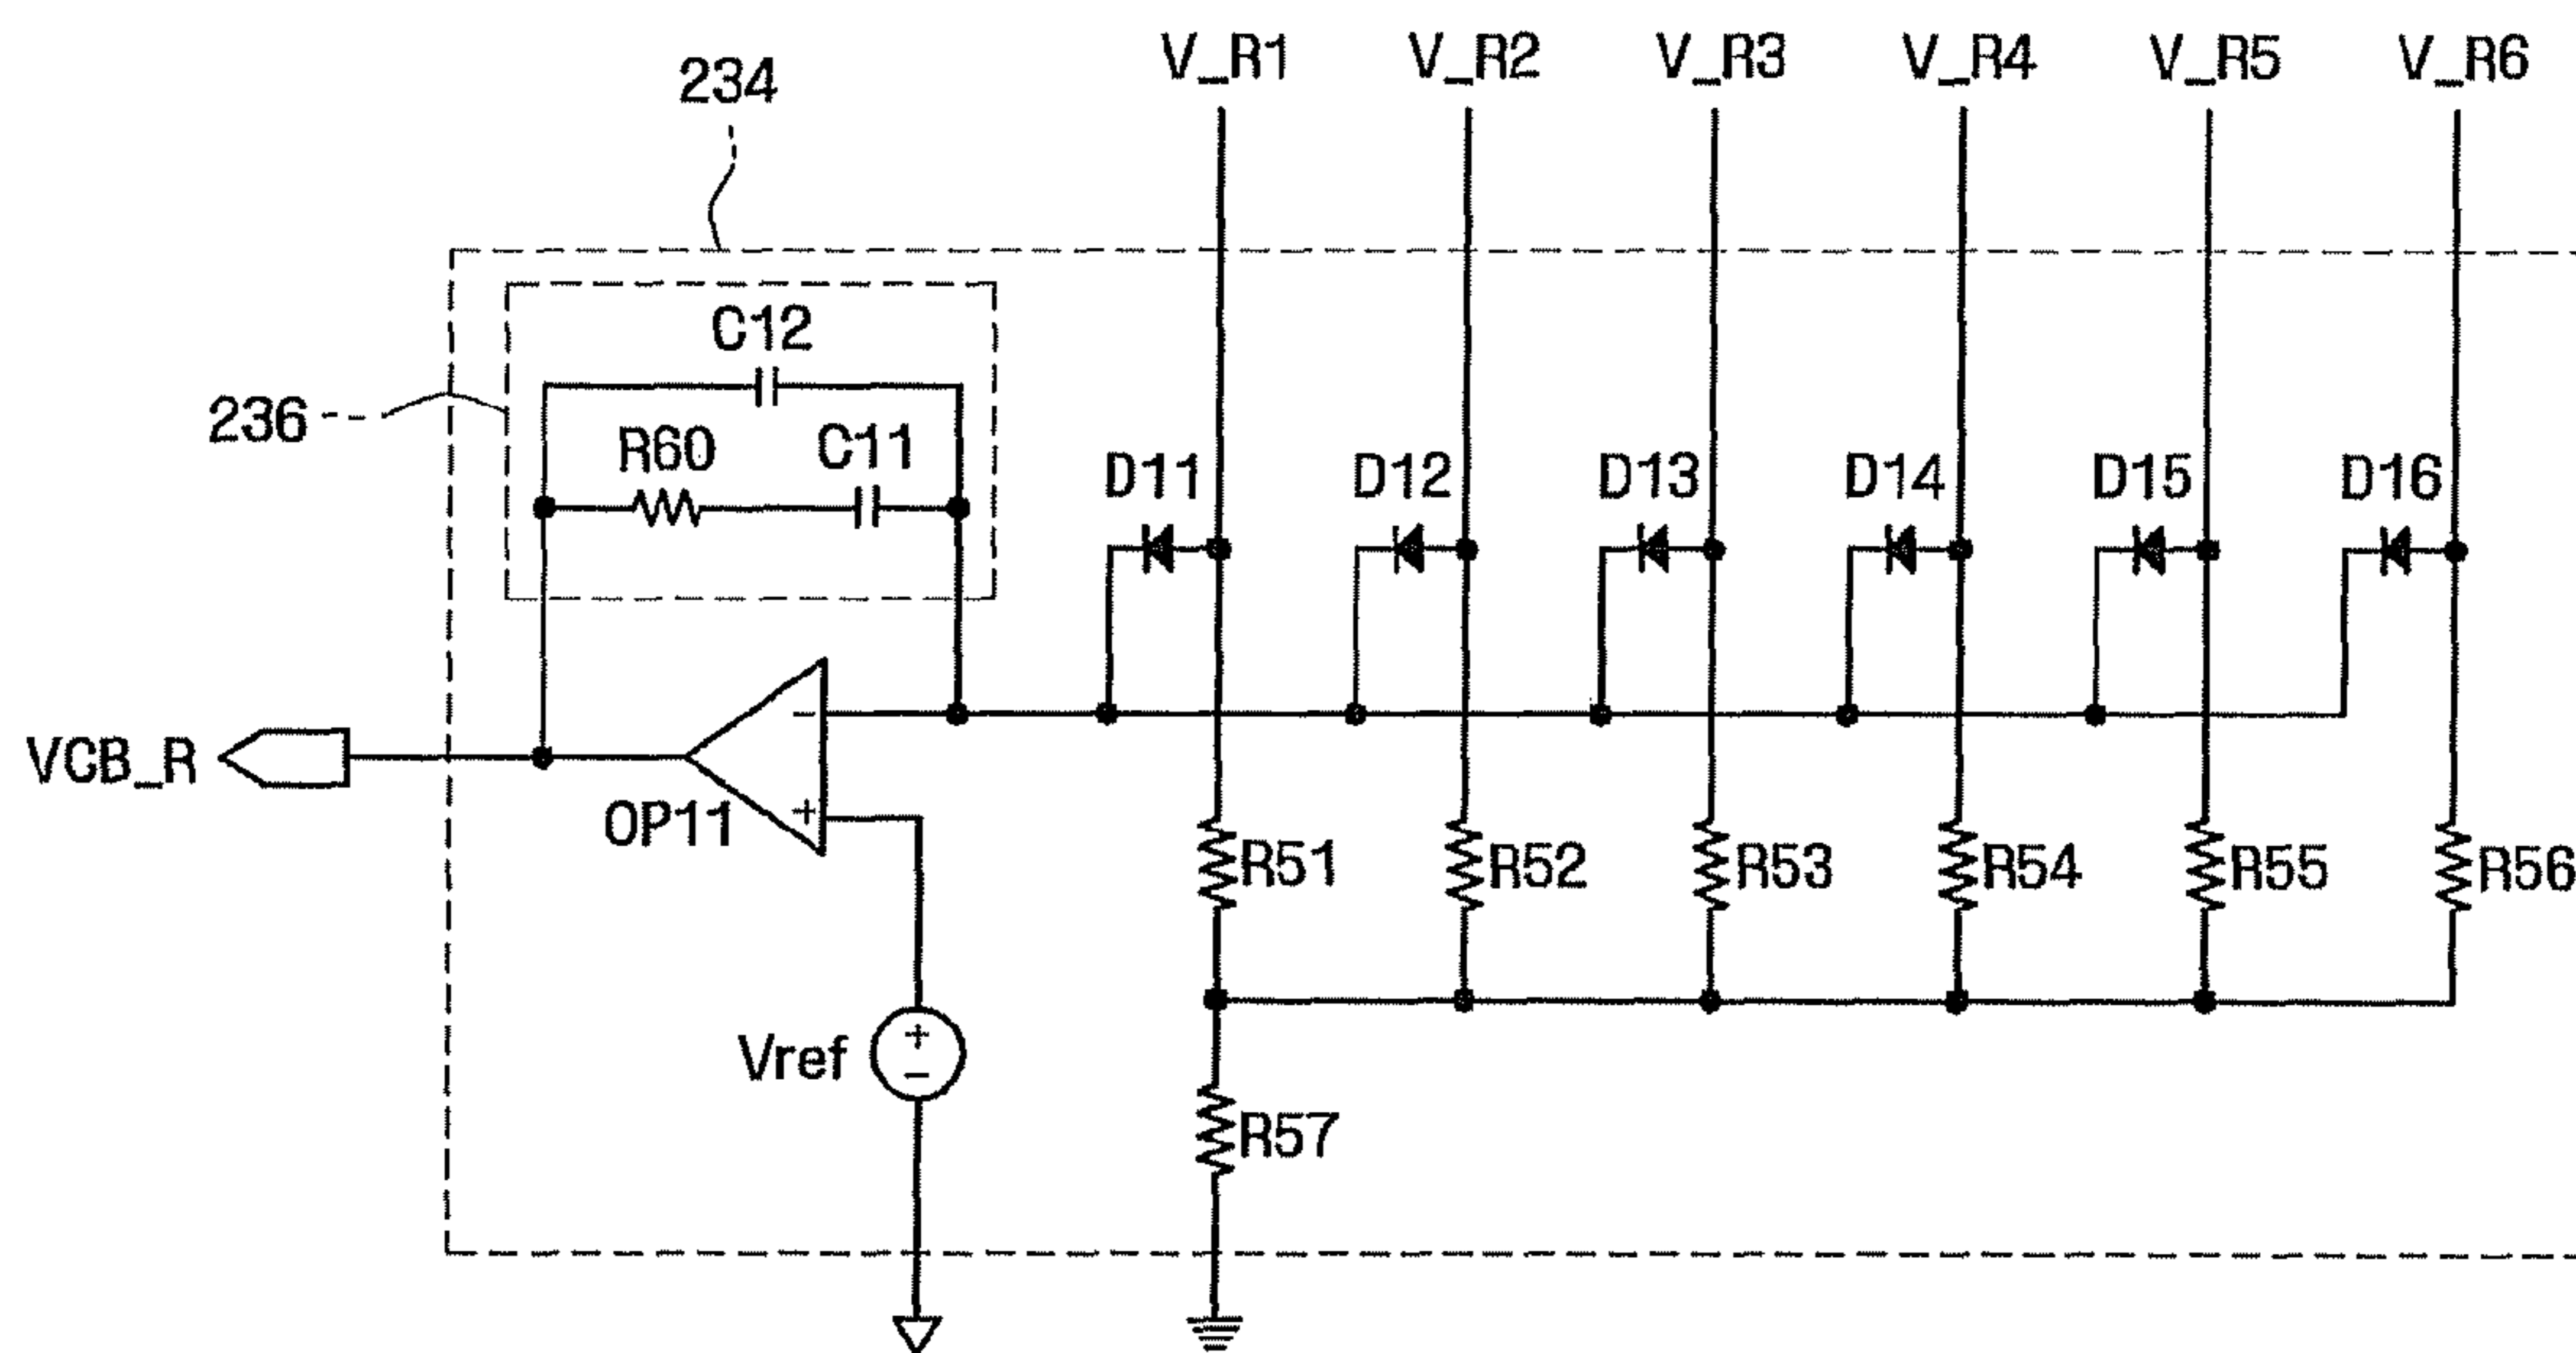 V_R1 V_R2 V_R3 V_R4 V_R5 V_R6
234
C12
236
R60 C11
D11 D12 D13 D14 D15 D16
-
VCB_R
+
OP11
R51 R52 R53 R54 R55 R56
+
Vref
-
R57